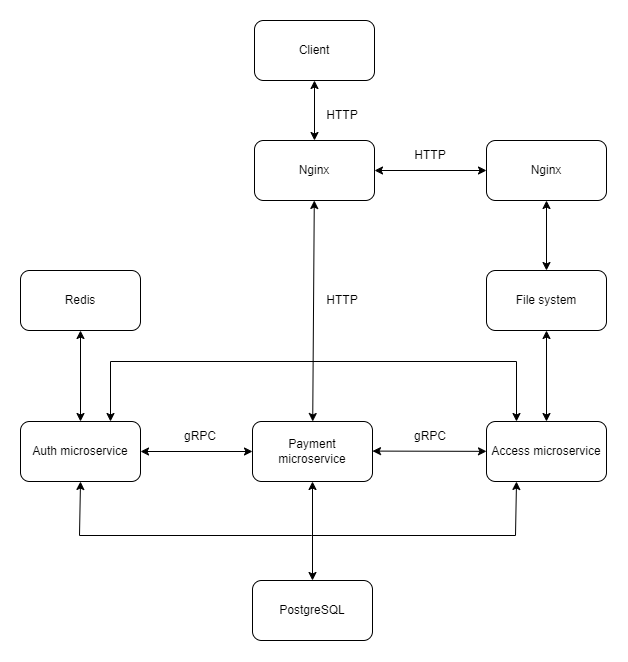 Client
HTTP
Nginx
HTTP
Nginx
Redis
HTTP
File system
Auth microservice
gRPC
Payment
microservice
gRPC
Access microservice
PostgreSQL